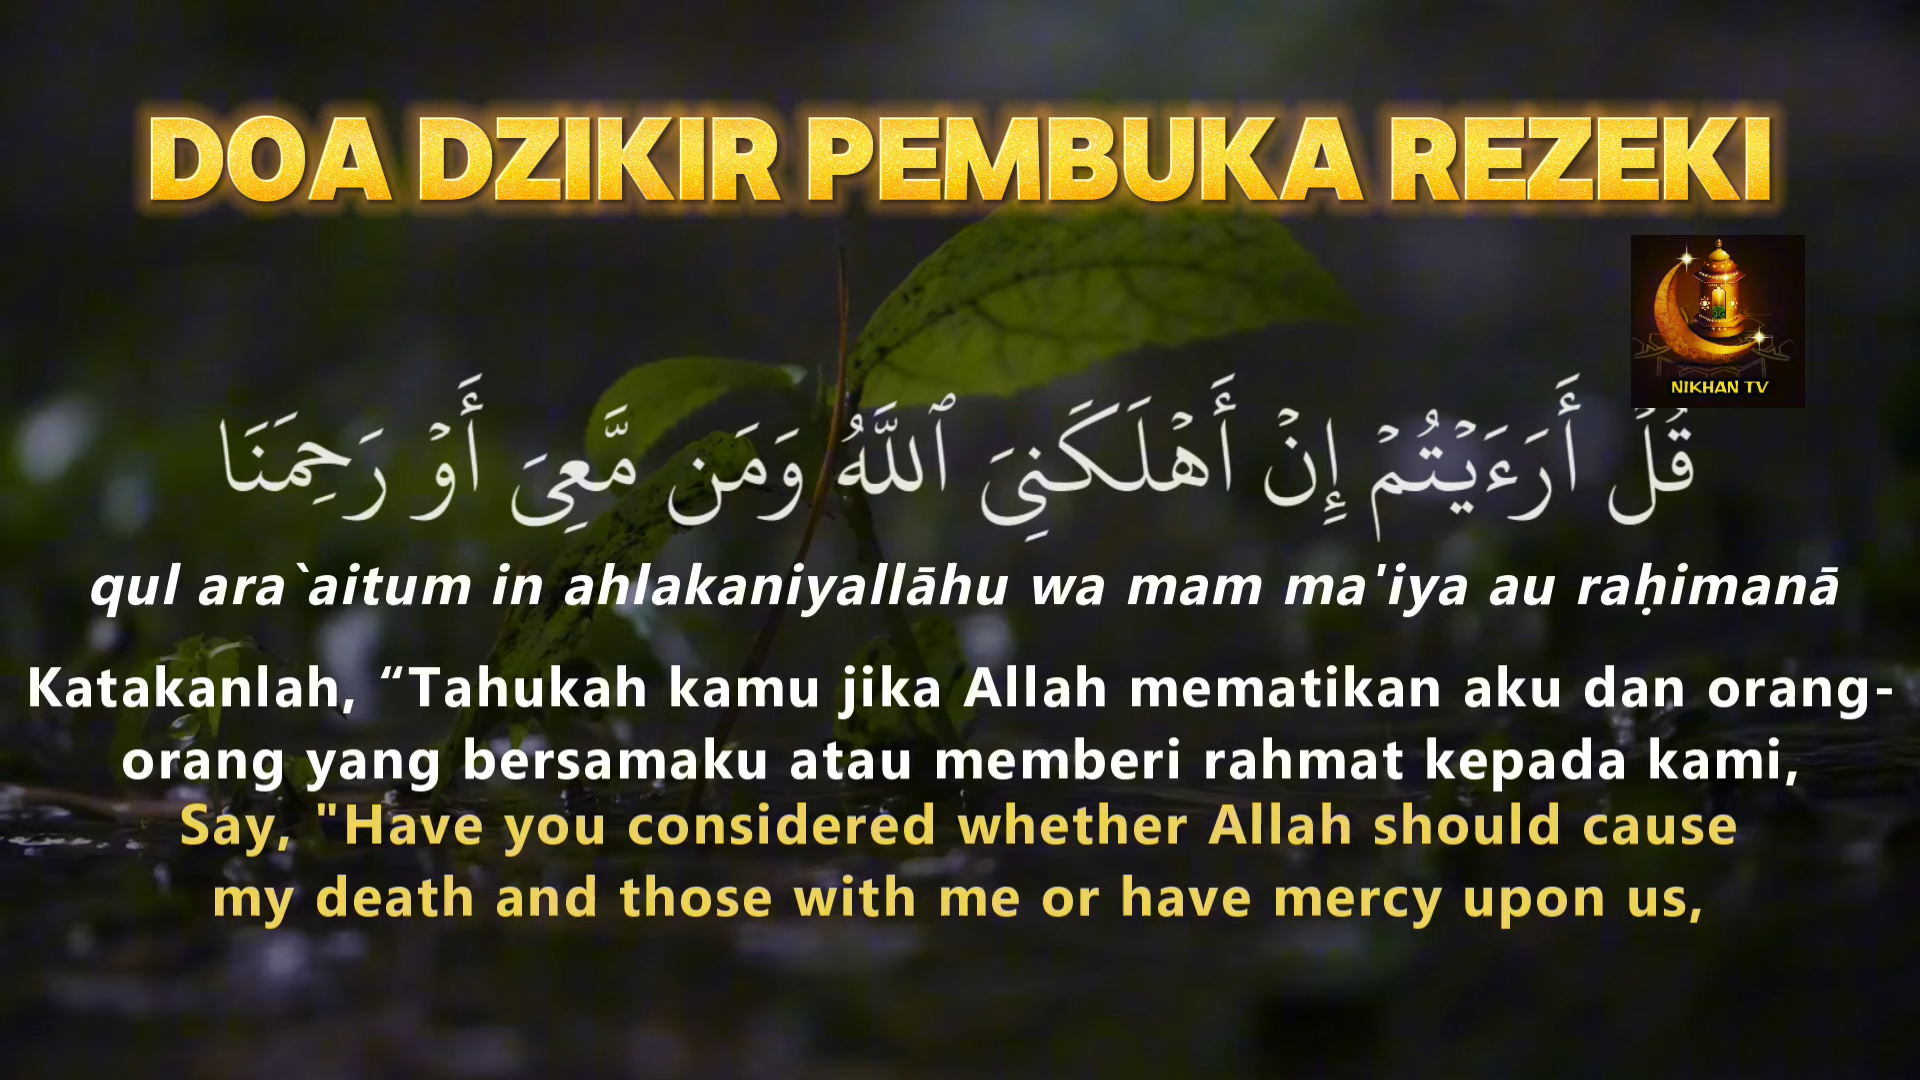 DOA DZIKIR PEMBUKA REZEKI
NIKHAN TV
قُلْ أَرَءَيْتُمْ إِنْ أَهْلَكَنِىَ ٱللَّهُ وَمَن مَّعِىَ أَوْ رَحِمَنَا
qul ara`aitum in ahlakaniyallāhu wa mam ma'iya au raḥimanā
Katakanlah, “Tahukah kamu jika Allah mematikan aku dan orang-
orang yang bersamaku atau memberi rahmat kepada kami,
Say, "Have you considered whether Allah should cause
my death and those with me or have mercy upon us,